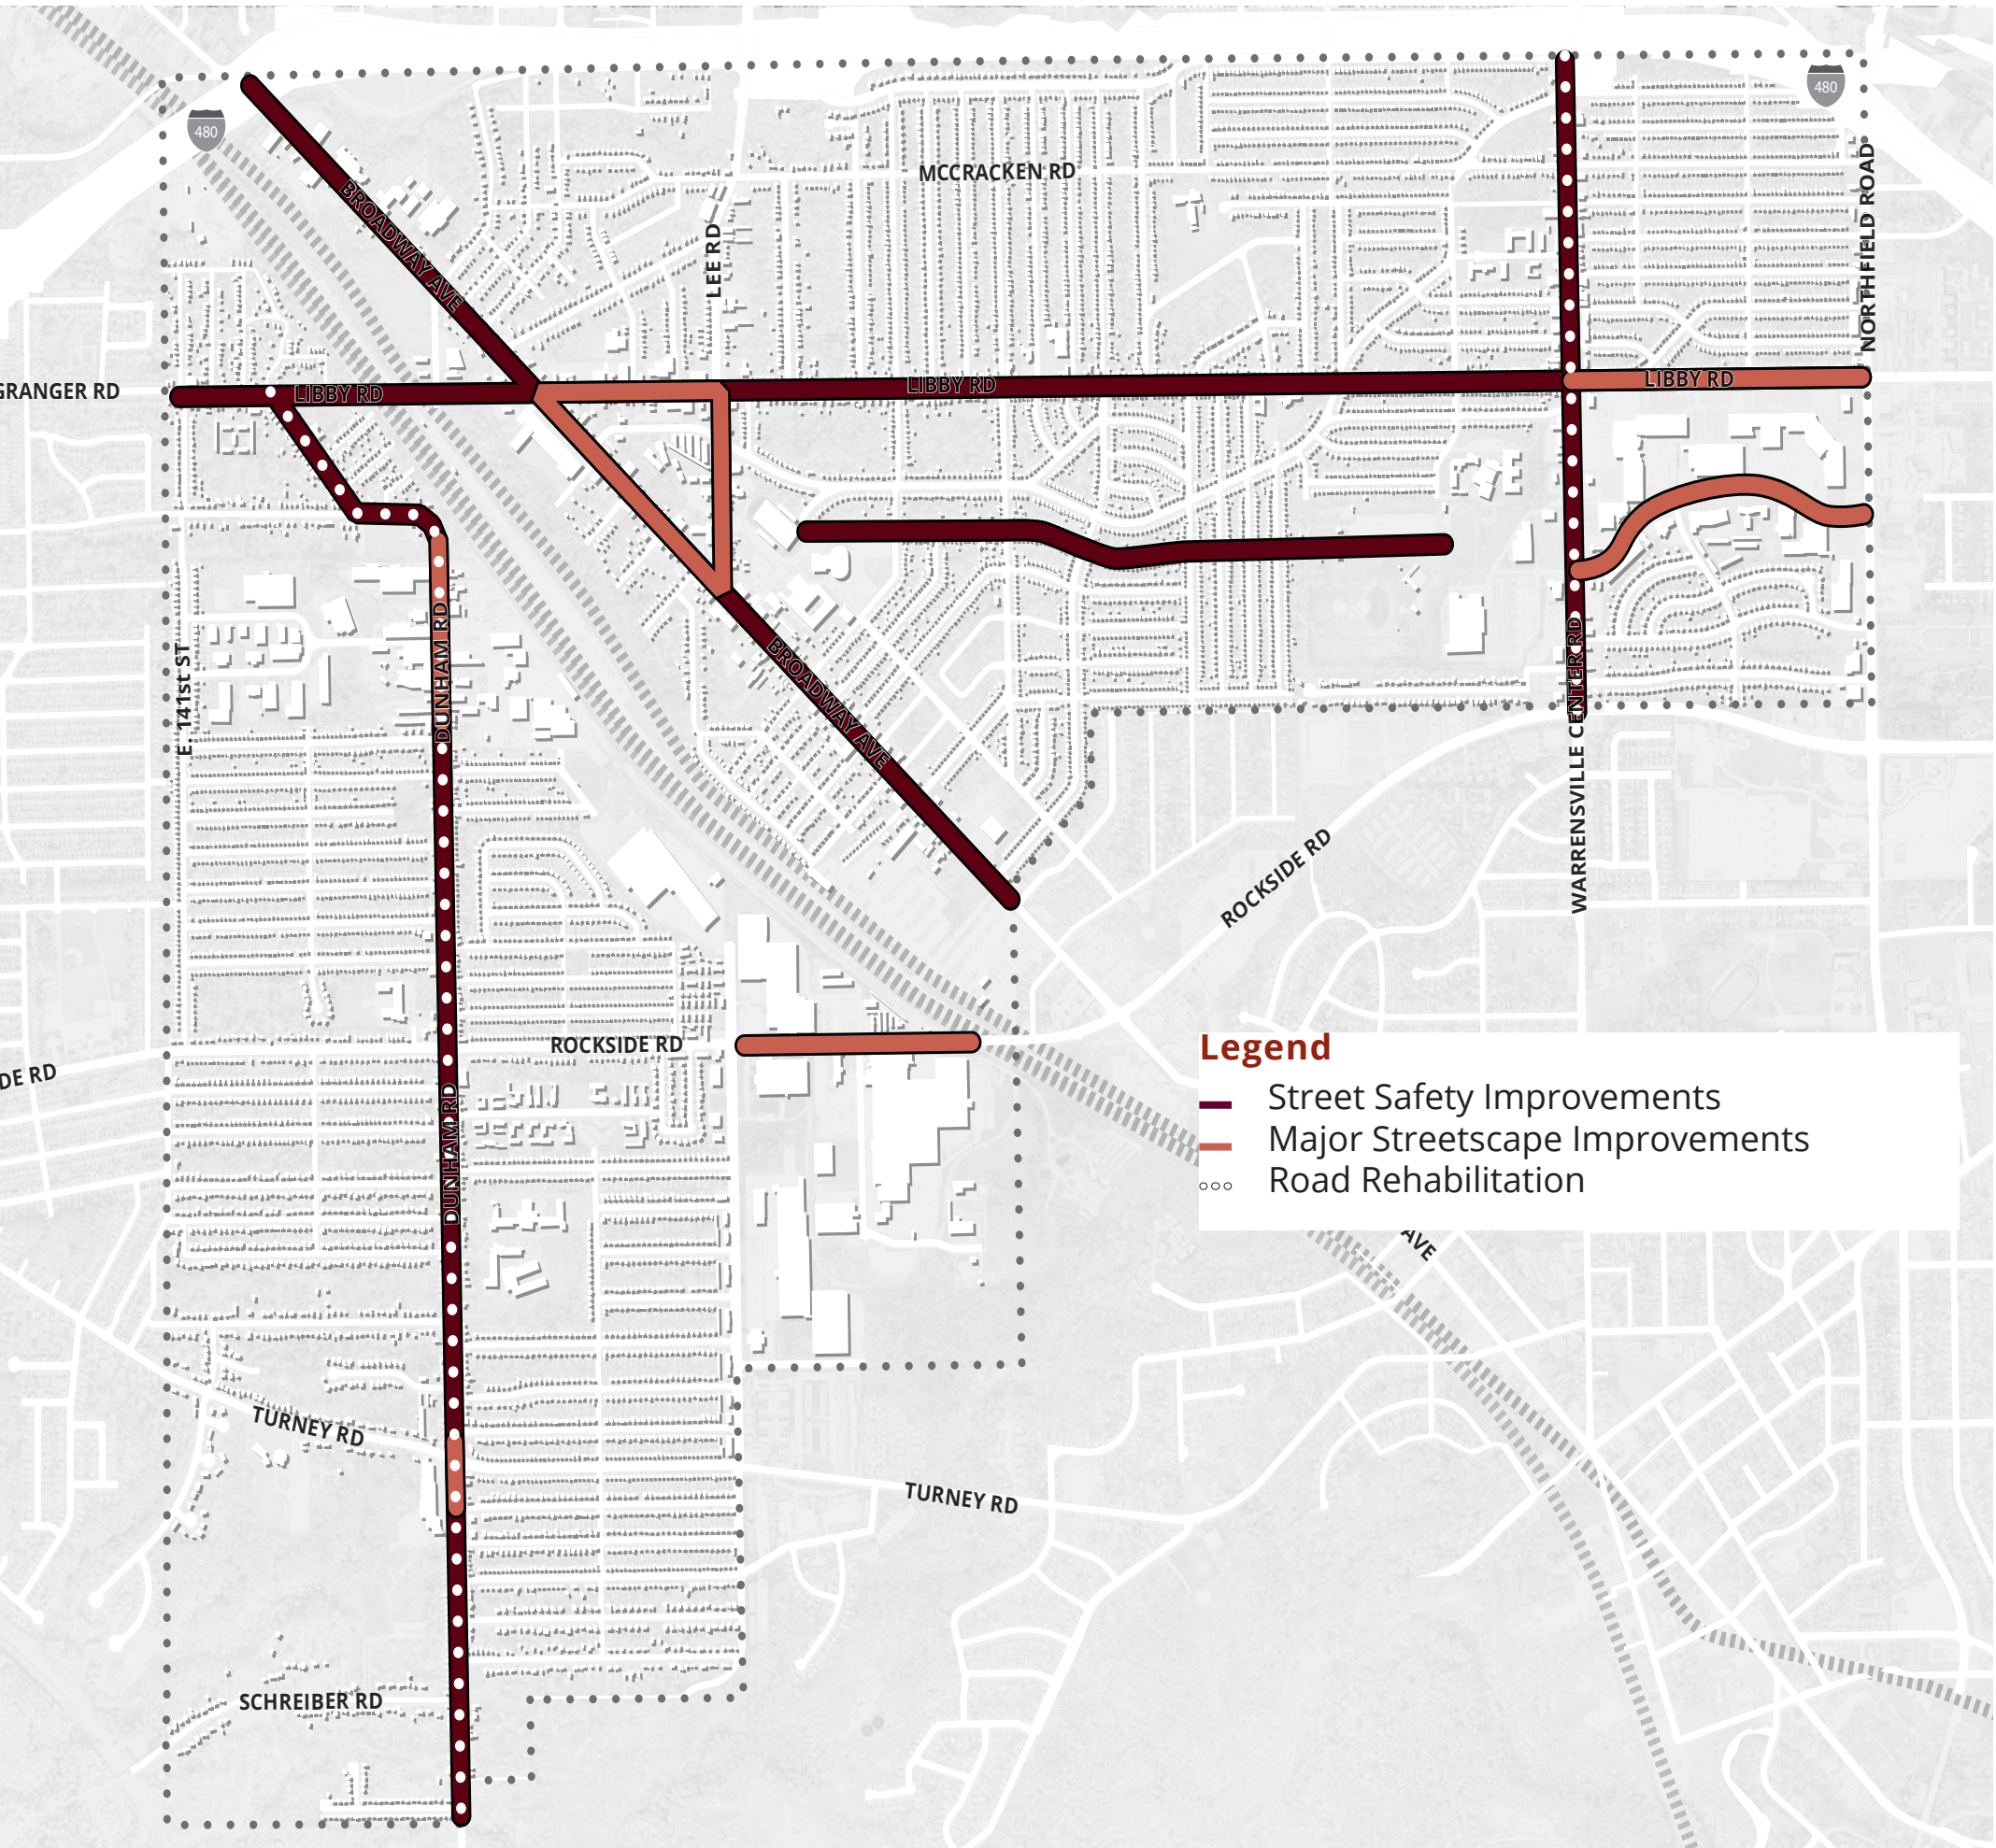 480
480
MCCRACKEN RD
NORTHFIELD ROAD
BROADWAY AVE
LEE RD
GRANGER RD
LIBBY RD
LIBBY RD
LIBBY RD
DUNHAM RD
E. 141st ST
BROADWAY AVE
WARRENSVILLE CENTER RD
ROCKSIDE RD
ROCKSIDE RD
DE RD
DUNHAM RD
Legend
Street Safety Improvements
Major Streetscape Improvements
Road Rehabilitation
AVE
TURNEY RD
TURNEY RD
SCHREIBER RD